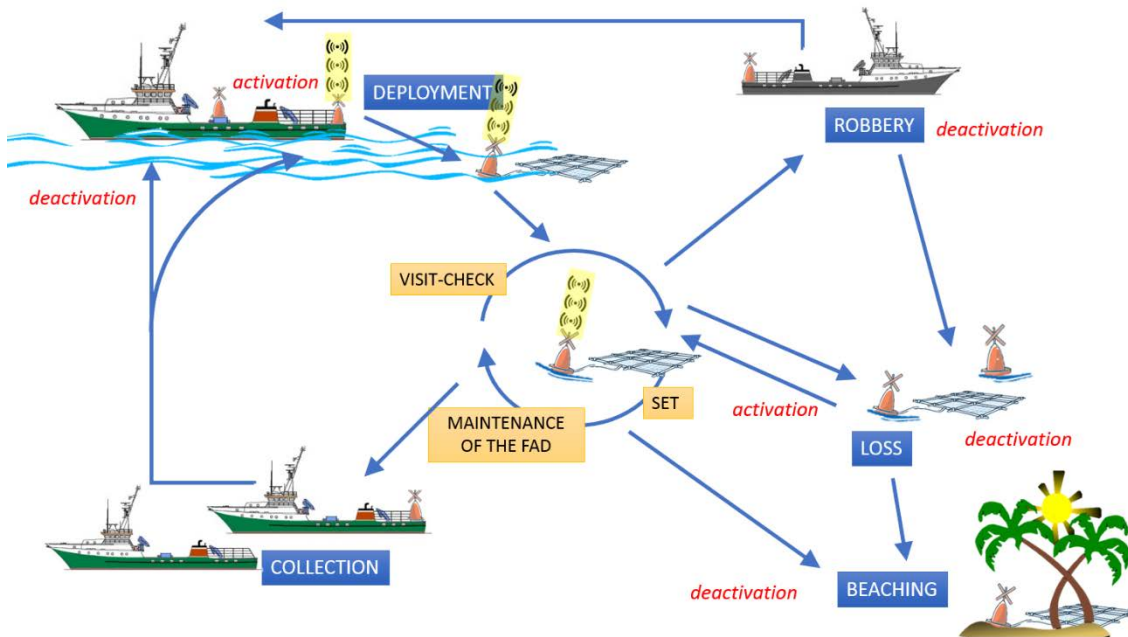 activation
DEPLOYMENT
ROBBERY
deactivation
deactivation
VISIT-CHECK
SET
MAINTENANCE
OF THE FAD
activation
LOSS
deactivation
COLLECTION
deactivation
BEACHING